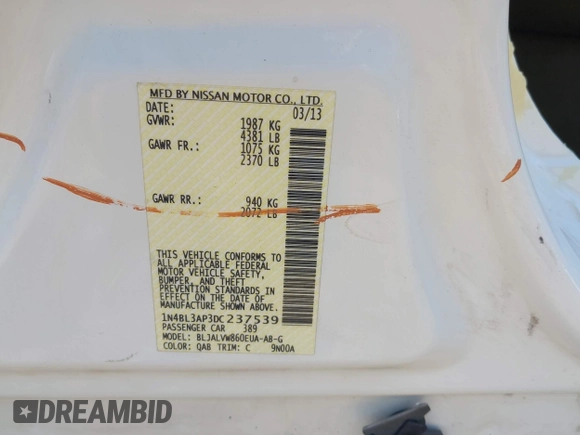 MFD BY NISSAN MOTOR CO., LTD.
DATE: 03/13
GVWR: 1987 KG
4381 LB
GAWR FR.: 1075 KG
2370 LB
GAWR RR.: 940 KG
2072 LB
THIS VEHICLE CONFORMS TO
ALL APPLICABLE FEDERAL
MOTOR VEHICLE SAFETY,
BUMPER, AND THEFT
PREVENTION STANDARDS IN
EFFECT ON THE DATE OF
MANUFACTURE SHOWN ABOVE.
1N4BL3AP3DC237539
PASSENGER CAR 389
MODEL: BLJALVW860EUA-AB-G
COLOR: QAB TRIM: C 9N00A
DREAMBID